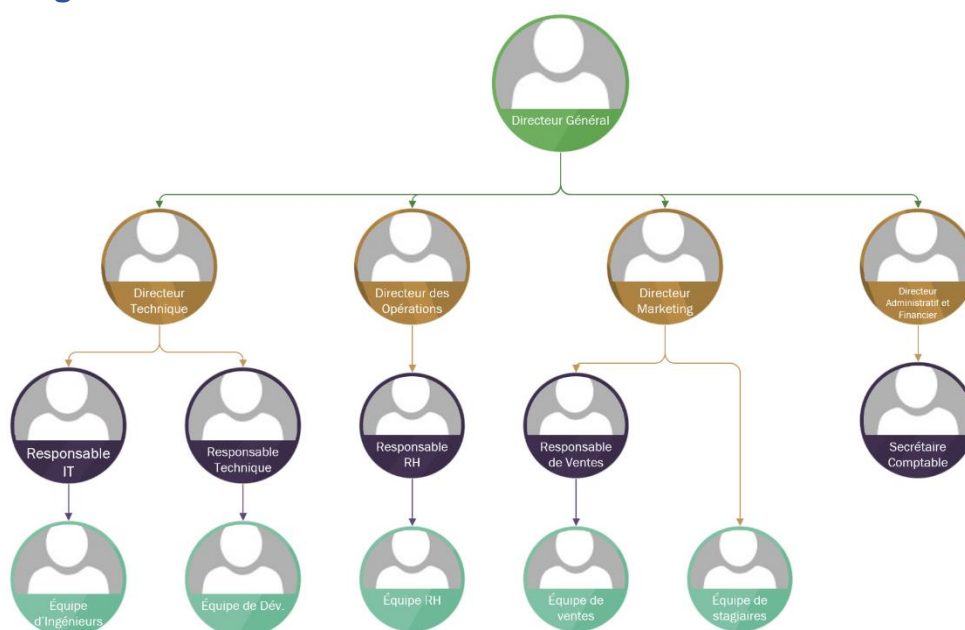 Directeur Général
Directeur
Technique
Directeur des
Opérations
Directeur
Marketing
Directeur
Administratif et
Financier
Responsable
IT
Responsable
Technique
Responsable
RH
Responsable
de Ventes
Secrétaire
Comptable
Équipe
d'Ingénieurs
Équipe de Dév.
Équipe RH
Équipe de
ventes
Équipe de
stagiaires